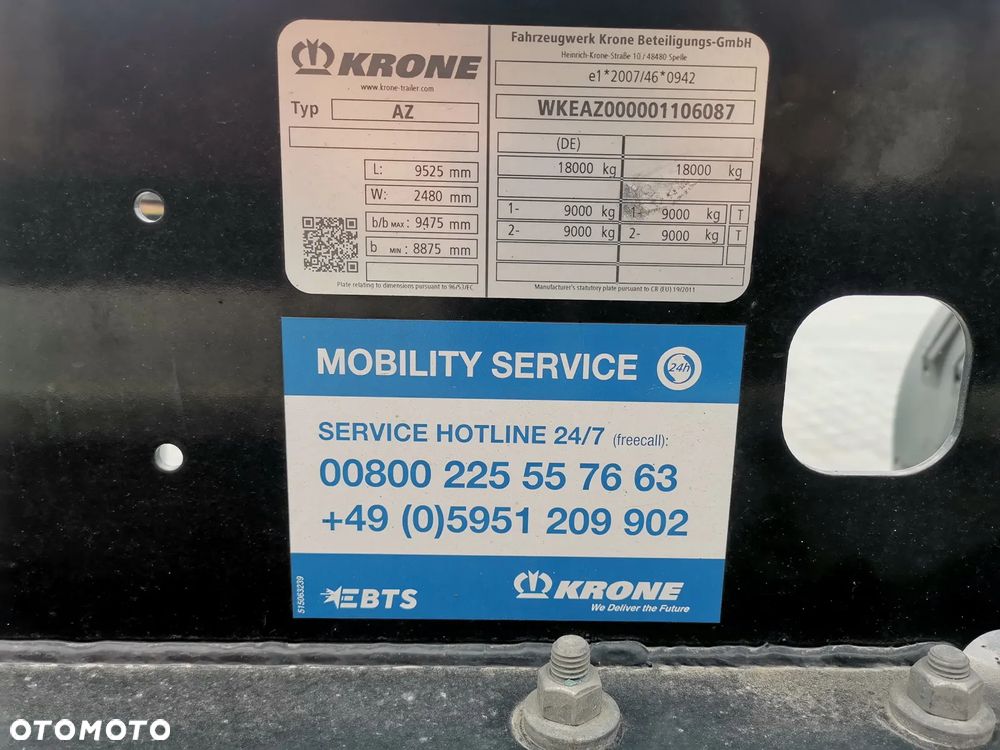 KRONE
www.krone-trailer.com
Typ AZ
L: 9525 mm
W: 2480 mm
b/b MAX : 9475 mm
b MIN : 8875 mm
Plate relating to dimensions pursuant to 96/53/EC
Fahrzeugwerk Krone Beteiligungs-GmbH
Heinrich-Krone-Straße 10 / 48480 Spelle
e1*2007/46*0942
WKEAZ000001106087
(DE)
18000 kg 18000 kg
1- 9000 kg 1- 9000 kg T
2- 9000 kg 2- 9000 kg T
Manufacturer's statutory plate pursuant to CR (EU) 19/2011
MOBILITY SERVICE 24h
SERVICE HOTLINE 24/7 (freecall):
00800 225 55 76 63
+49 (0)5951 209 902
515063239
EBTS
KRONE
We Deliver the Future
OTOMOTO